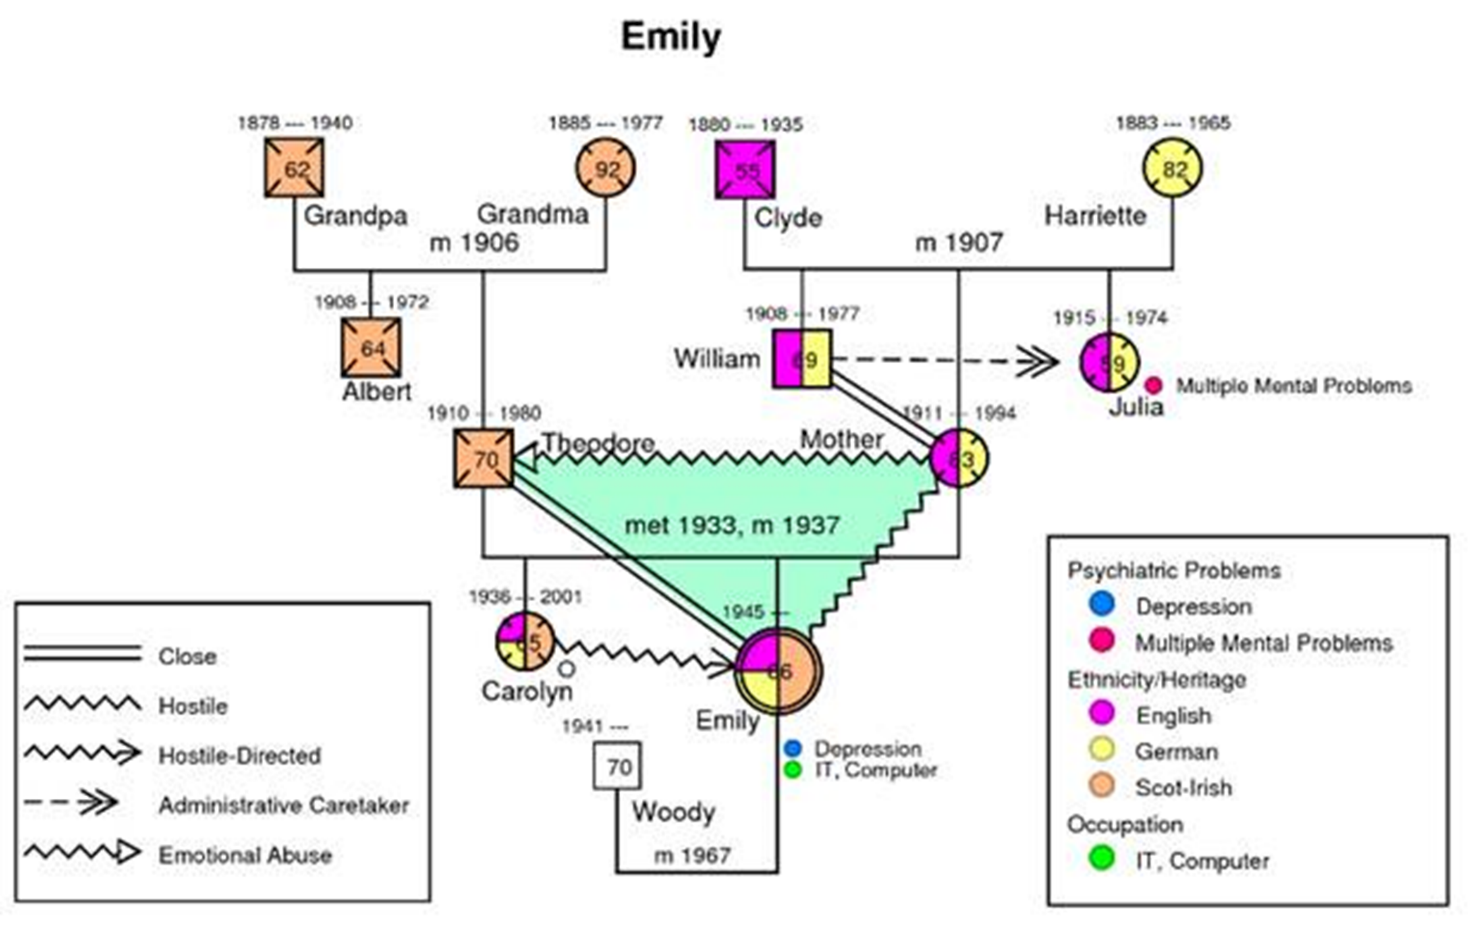 Emily
1878 --- 1940
1885 --- 1977
1880 --- 1935
1883 --- 1965
62
92
55
82
Grandpa
Grandma
Clyde
Harriette
m 1906
m 1907
1908 --- 1972
1908 --- 1977
1915 --- 1974
64
William
69
59
Multiple Mental Problems
Albert
Julia
1910 --- 1980
1911 --- 1994
Theodore
Mother
70
83
met 1933, m 1937
1936 --- 2001
1945 ---
65
66
Carolyn
Emily
1941 ---
Depression
IT, Computer
70
Woody
m 1967
Close
Hostile
Hostile-Directed
Administrative Caretaker
Emotional Abuse
Psychiatric Problems
Depression
Multiple Mental Problems
Ethnicity/Heritage
English
German
Scot-Irish
Occupation
IT, Computer